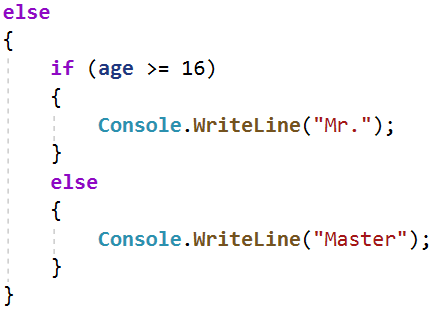 else
{
    if (age >= 16)
    {
        Console.WriteLine("Mr.");
    }
    else
    {
        Console.WriteLine("Master");
    }
}